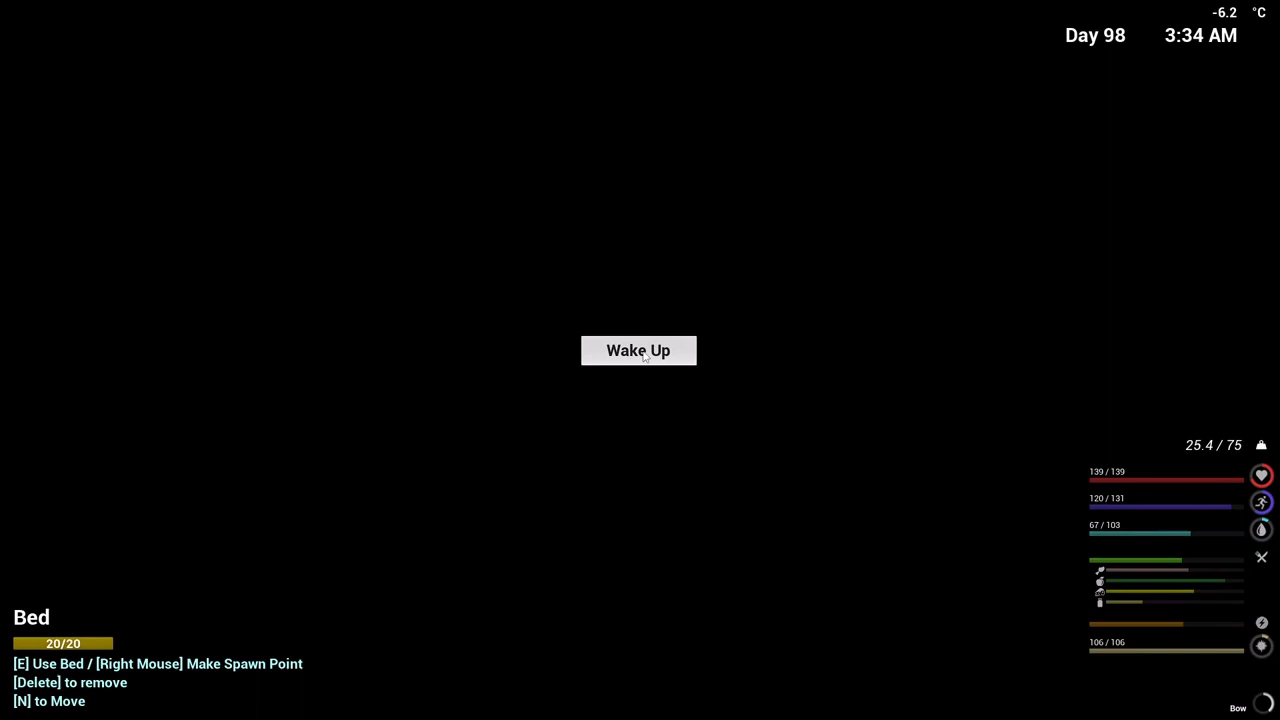 -6.2 °C
Day 98 3:34 AM
Wake Up
25.4 / 75
139 / 139
120 / 131
67 / 103
106 / 106
Bed
20/20
[E] Use Bed / [Right Mouse] Make Spawn Point
[Delete] to remove
[N] to Move
Bow